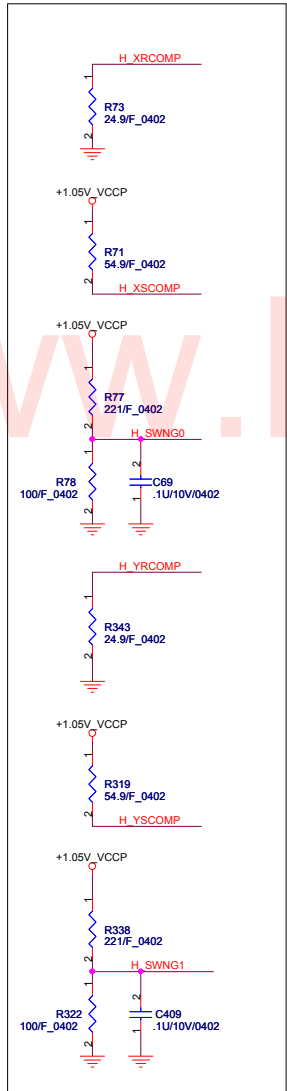 H_XRCOMP
1
R73
24.9/F_0402
2
+1.05V_VCCP
1
R71
54.9/F_0402
2
H_XSCOMP
+1.05V_VCCP
1
R77
221/F_0402
2
H_SWNG0
1
R78
100/F_0402
2
2
C69
.1U/10V/0402
1
H_YRCOMP
1
R343
24.9/F_0402
2
+1.05V_VCCP
1
R319
54.9/F_0402
2
H_YSCOMP
+1.05V_VCCP
1
R338
221/F_0402
2
H_SWNG1
1
R322
100/F_0402
2
2
C409
.1U/10V/0402
1